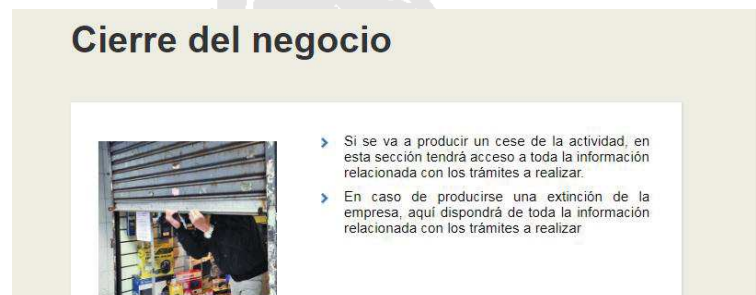 Cierre del negocio
Si se va a producir un cese de la actividad, en
esta sección tendrá acceso a toda la información
relacionada con los trámites a realizar.
En caso de producirse una extinción de la
empresa, aquí dispondrá de toda la información
relacionada con los trámites a realizar